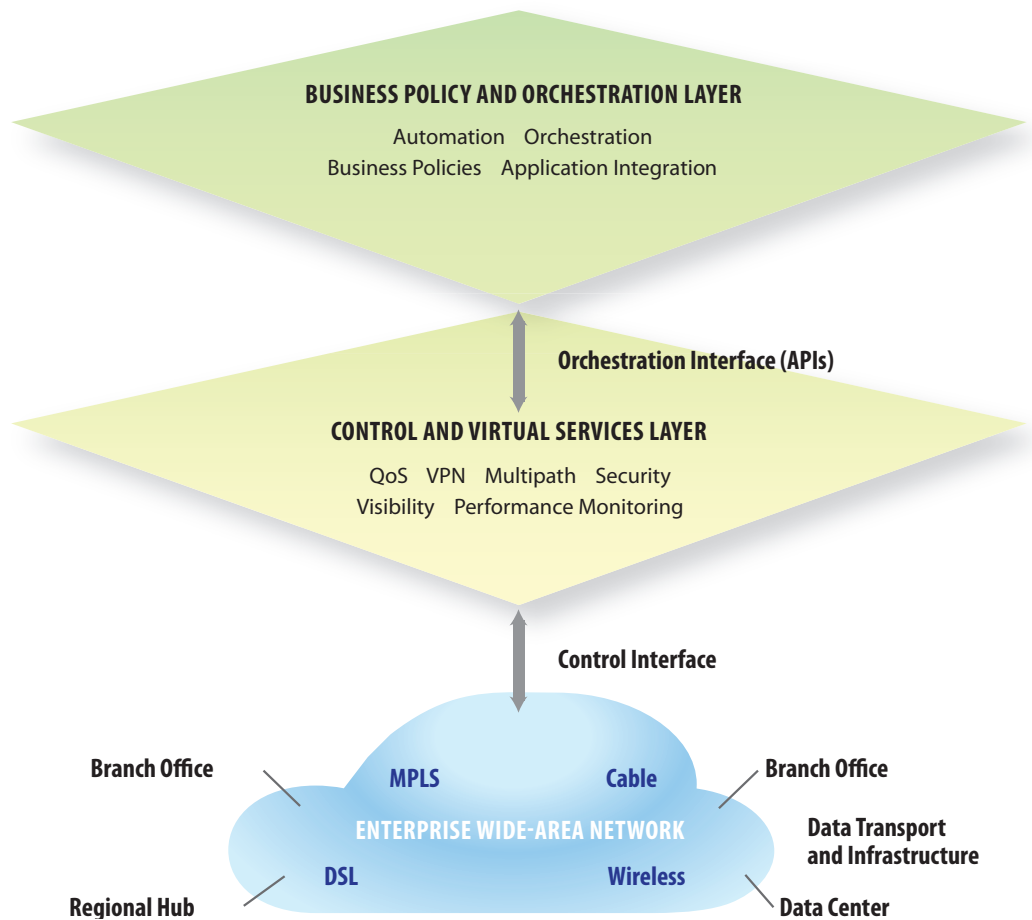 BUSINESS POLICY AND ORCHESTRATION LAYER
Automation Orchestration
Business Policies Application Integration
Orchestration Interface (APIs)
CONTROL AND VIRTUAL SERVICES LAYER
QoS VPN Multipath Security
Visibility Performance Monitoring
Control Interface
Branch Office
MPLS
Cable
Branch Office
ENTERPRISE WIDE-AREA NETWORK
Data Transport
and Infrastructure
DSL
Wireless
Regional Hub
Data Center